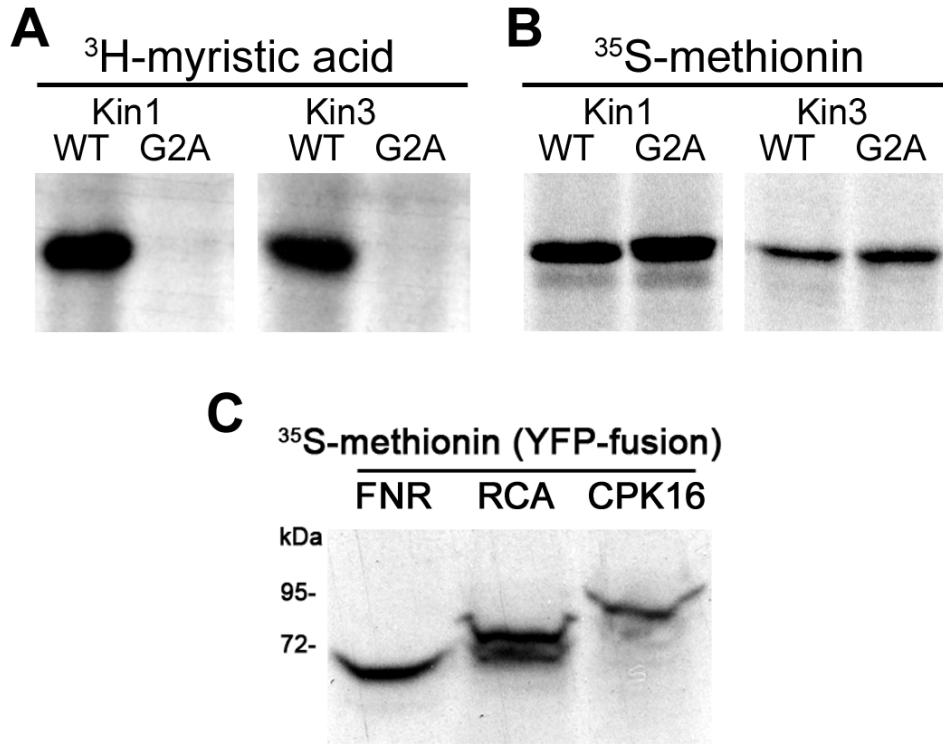 A
³H-myristic acid
Kin1 Kin3
WT G2A WT G2A
B
³⁵S-methionin
Kin1 Kin3
WT G2A WT G2A
C
³⁵S-methionin (YFP-fusion)
FNR RCA CPK16
kDa
95-
72-